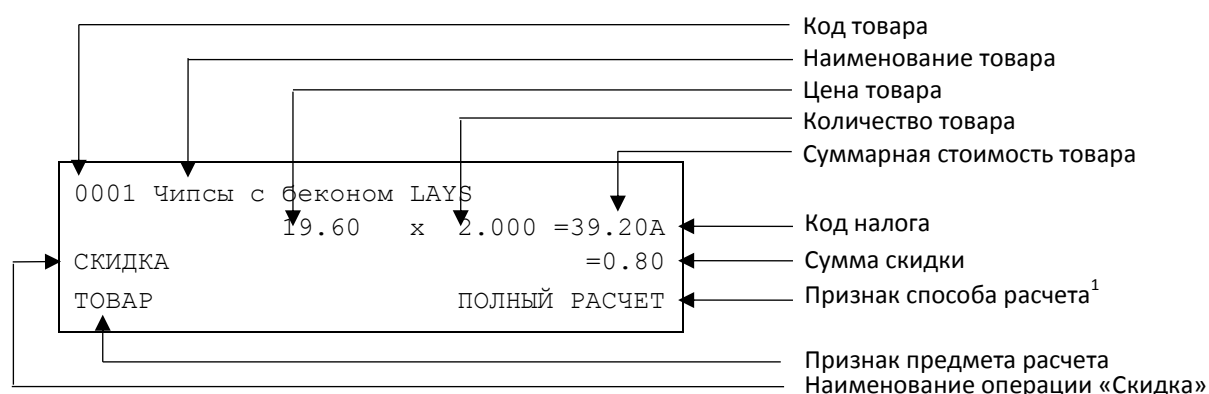 Код товара
Наименование товара
Цена товара
Количество товара
Суммарная стоимость товара
0001 Чипсы с беконом LAYS
19.60 x 2.000 =39.20А
Код налога
СКИДКА =0.80
Сумма скидки
ТОВАР ПОЛНЫЙ РАСЧЕТ
Признак способа расчета¹
Признак предмета расчета
Наименование операции «Скидка»